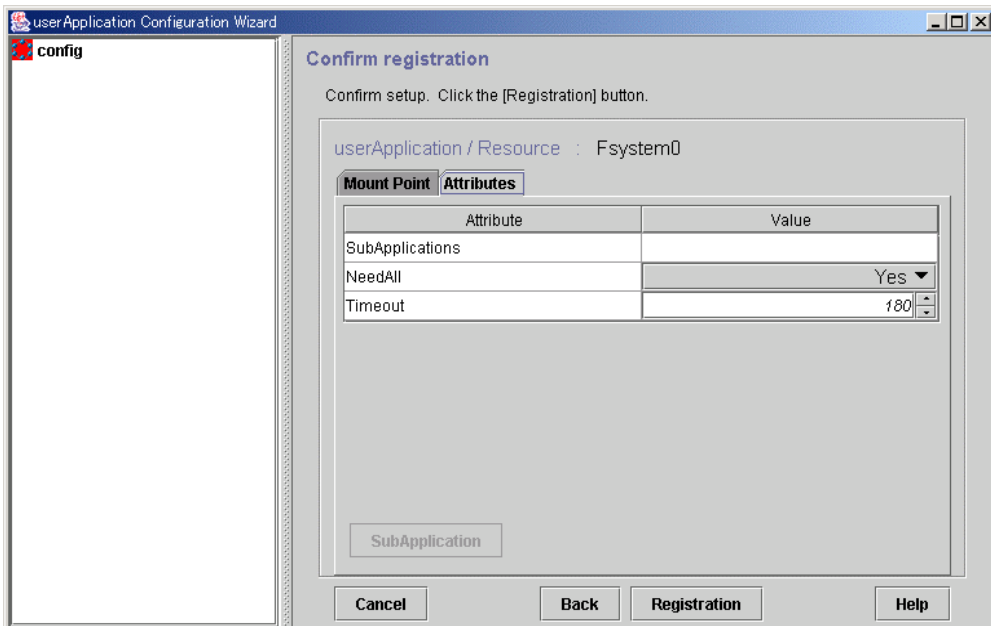 userApplication Configuration Wizard
config
Confirm registration
Confirm setup. Click the [Registration] button.
userApplication / Resource : Fsystem0
Mount Point Attributes
Attribute Value
SubApplications
NeedAll Yes
Timeout 180
SubApplication
Cancel Back Registration Help